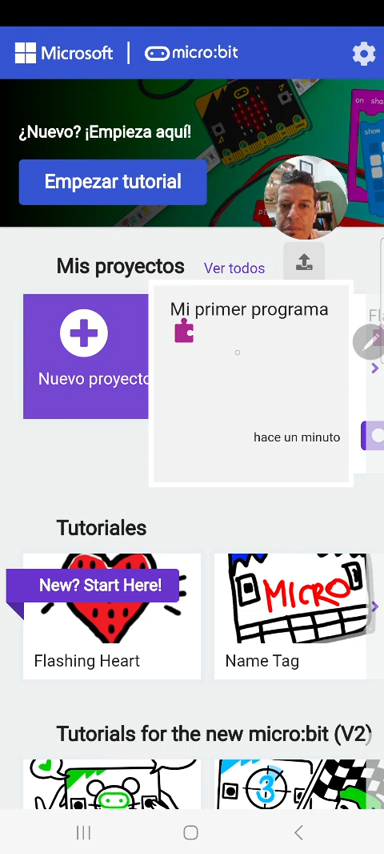 Microsoft | micro:bit
¿Nuevo? ¡Empieza aquí!
Empezar tutorial
Mis proyectos Ver todos
Mi primer programa
Nuevo proyecto
hace un minuto
Tutoriales
New? Start Here!
MICRO
Flashing Heart
Name Tag
Tutorials for the new micro:bit (V2)
3